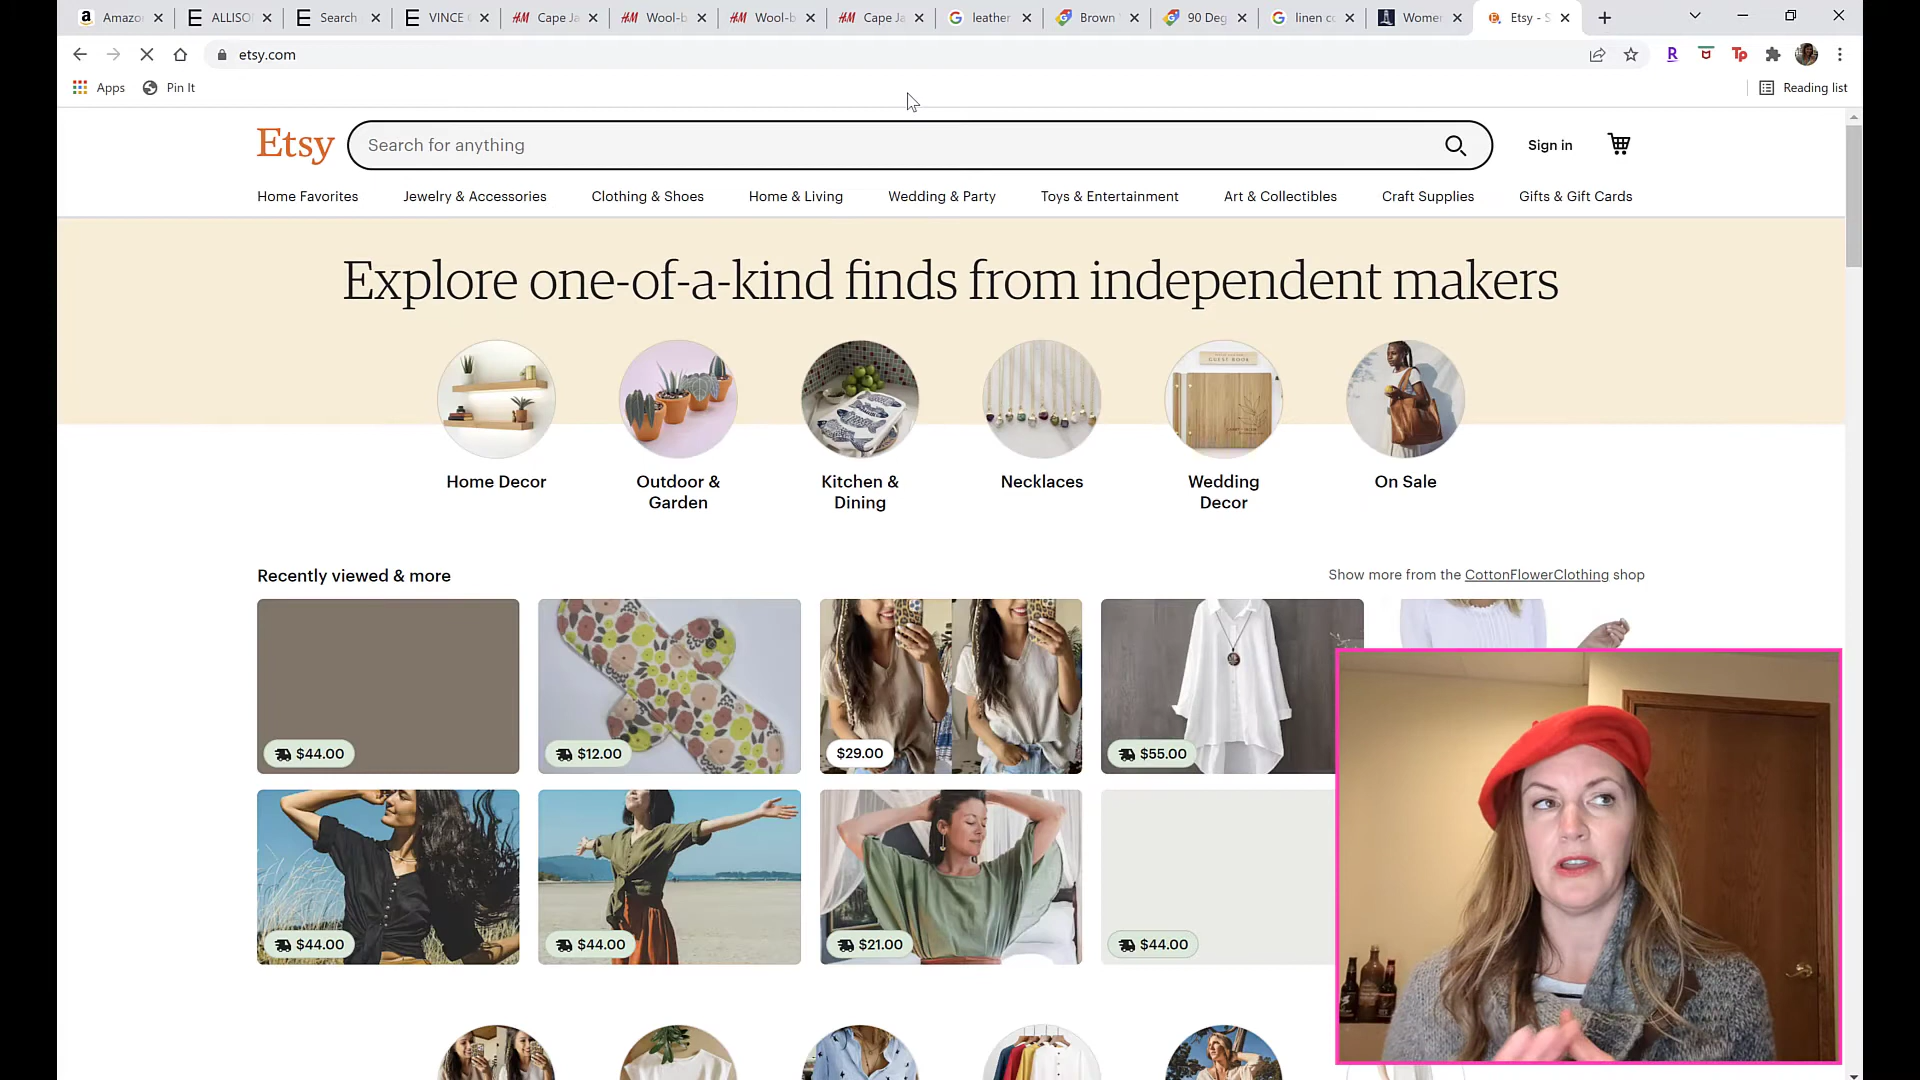 Amazo
ALLISO
Search
VINCE
Cape Ja
Wool-b
Wool-b
Cape Ja
leather
Brown
90 Deg
linen co
Women
Etsy - S
etsy.com
Apps
Pin It
Reading list
Etsy
Search for anything
Sign in
Home Favorites
Jewelry & Accessories
Clothing & Shoes
Home & Living
Wedding & Party
Toys & Entertainment
Art & Collectibles
Craft Supplies
Gifts & Gift Cards
Explore one-of-a-kind finds from independent makers
GUEST BOOK
Home Decor
Outdoor &
Garden
Kitchen &
Dining
Necklaces
Wedding
Decor
On Sale
Recently viewed & more
Show more from the CottonFlowerClothing shop
$44.00
$12.00
$29.00
$55.00
$44.00
$44.00
$21.00
$44.00